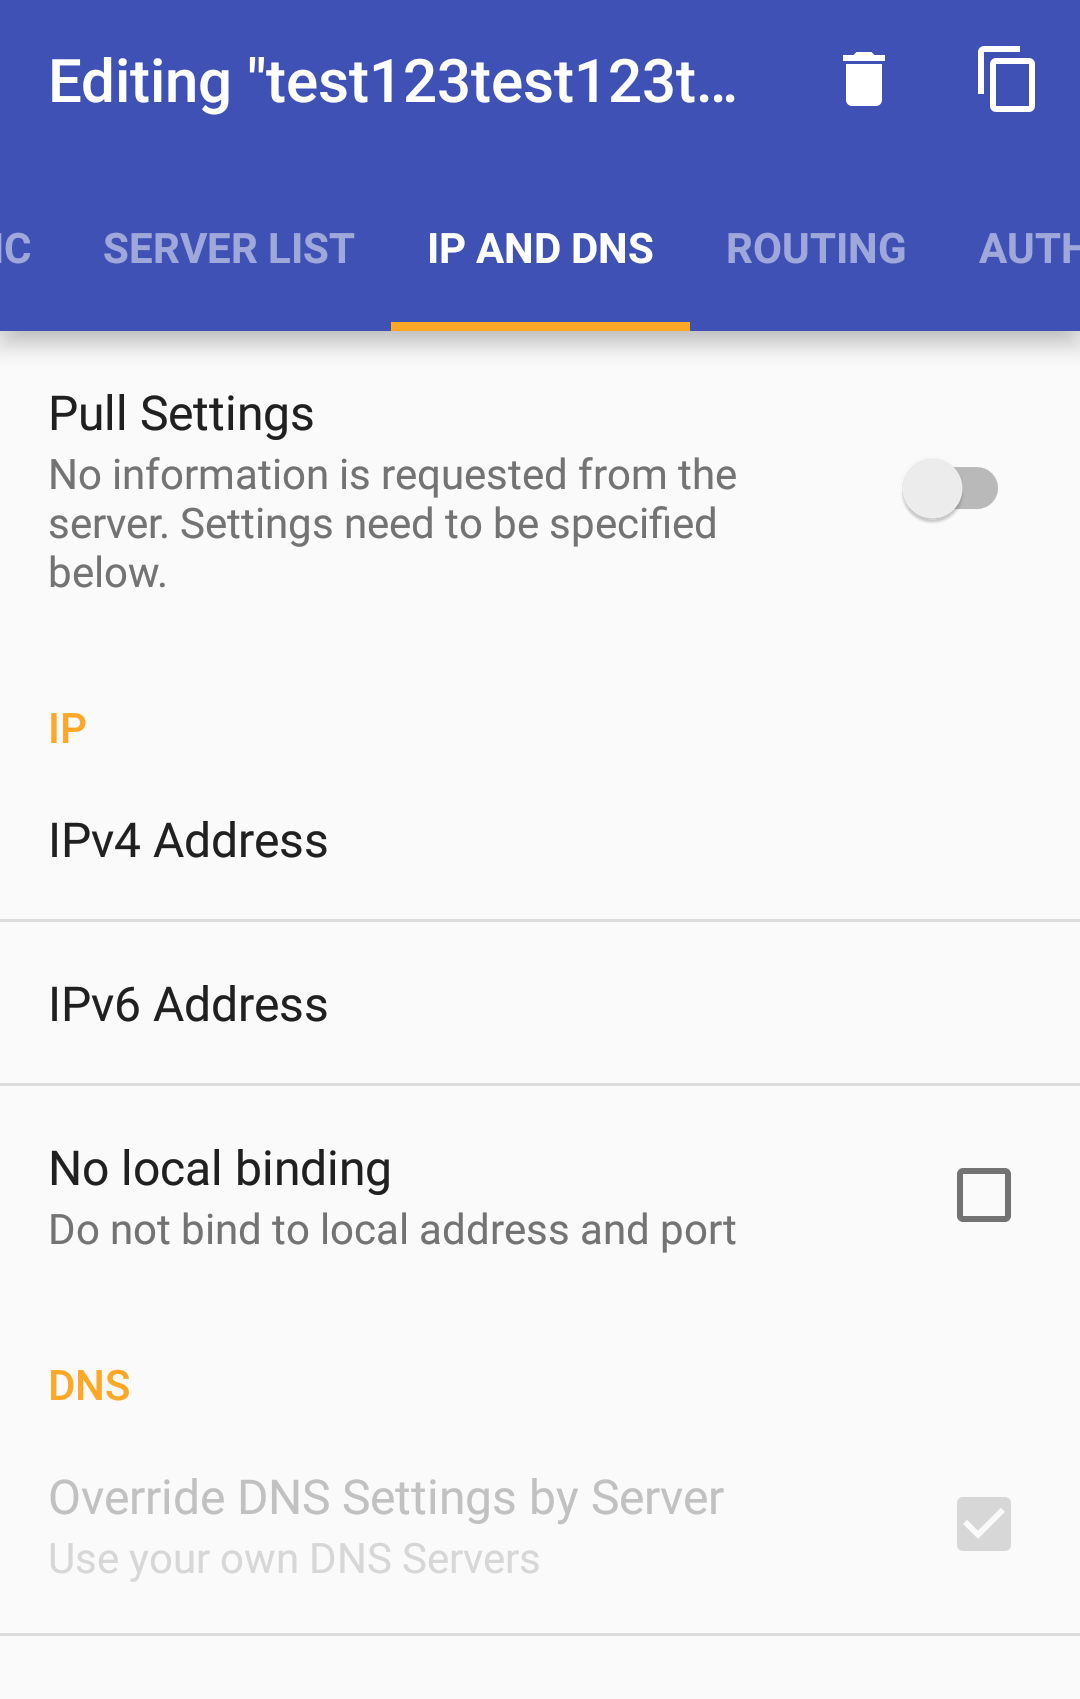 Editing "test123test123t...
IC SERVER LIST IP AND DNS ROUTING AUTH
Pull Settings
No information is requested from the
server. Settings need to be specified
below.
IP
IPv4 Address
IPv6 Address
No local binding
Do not bind to local address and port
DNS
Override DNS Settings by Server
Use your own DNS Servers